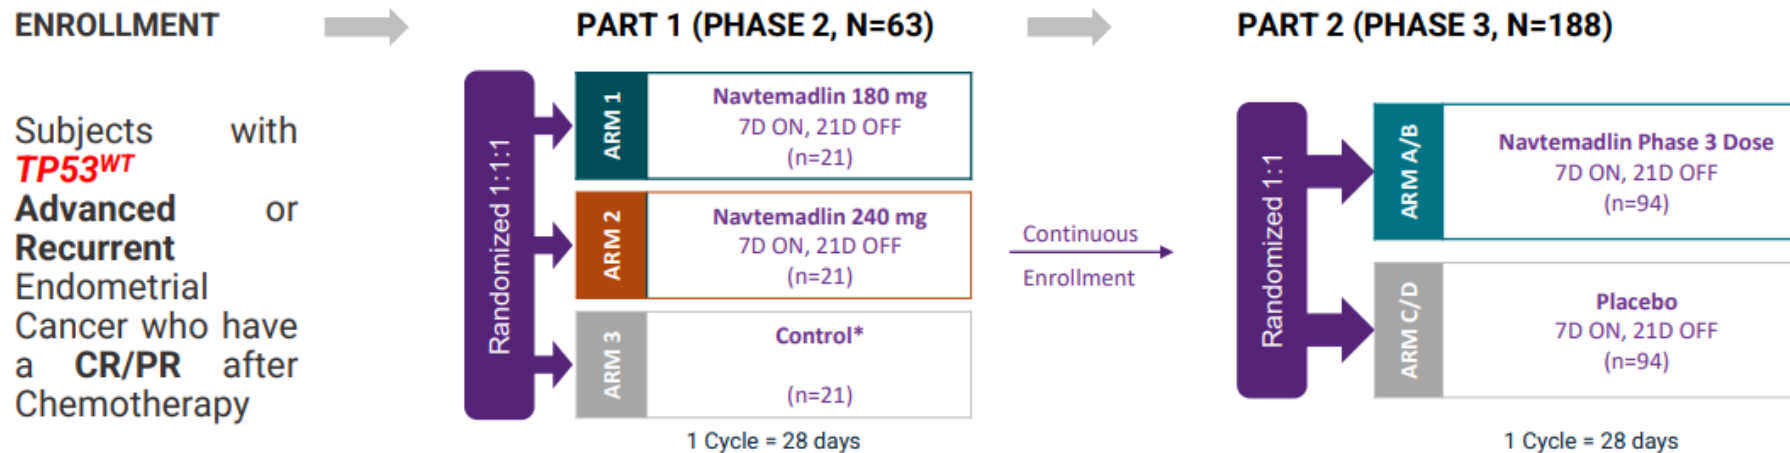 ENROLLMENT
Subjects with
TP53WT
Advanced or
Recurrent
Endometrial
Cancer who have
a CR/PR after
Chemotherapy
PART 1 (PHASE 2, N=63)
Randomized 1:1:1
ARM 1
Navtemadlin 180 mg
7D ON, 21D OFF
(n=21)
ARM 2
Navtemadlin 240 mg
7D ON, 21D OFF
(n=21)
ARM 3
Control*
(n=21)
1 Cycle = 28 days
Continuous
Enrollment
PART 2 (PHASE 3, N=188)
Randomized 1:1
ARM A/B
Navtemadlin Phase 3 Dose
7D ON, 21D OFF
(n=94)
ARM C/D
Placebo
7D ON, 21D OFF
(n=94)
1 Cycle = 28 days